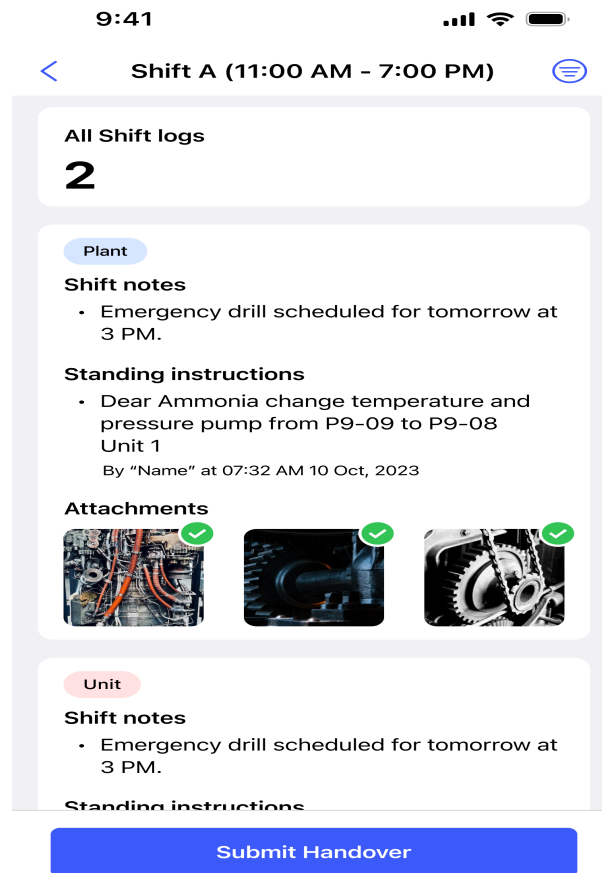 9:41
Shift A (11:00 AM - 7:00 PM)
All Shift logs
2
Plant
Shift notes
• Emergency drill scheduled for tomorrow at
3 PM.
Standing instructions
• Dear Ammonia change temperature and
pressure pump from P9-09 to P9-08
Unit 1
By “Name” at 07:32 AM 10 Oct, 2023
Attachments
Unit
Shift notes
• Emergency drill scheduled for tomorrow at
3 PM.
Standing instructions
Submit Handover